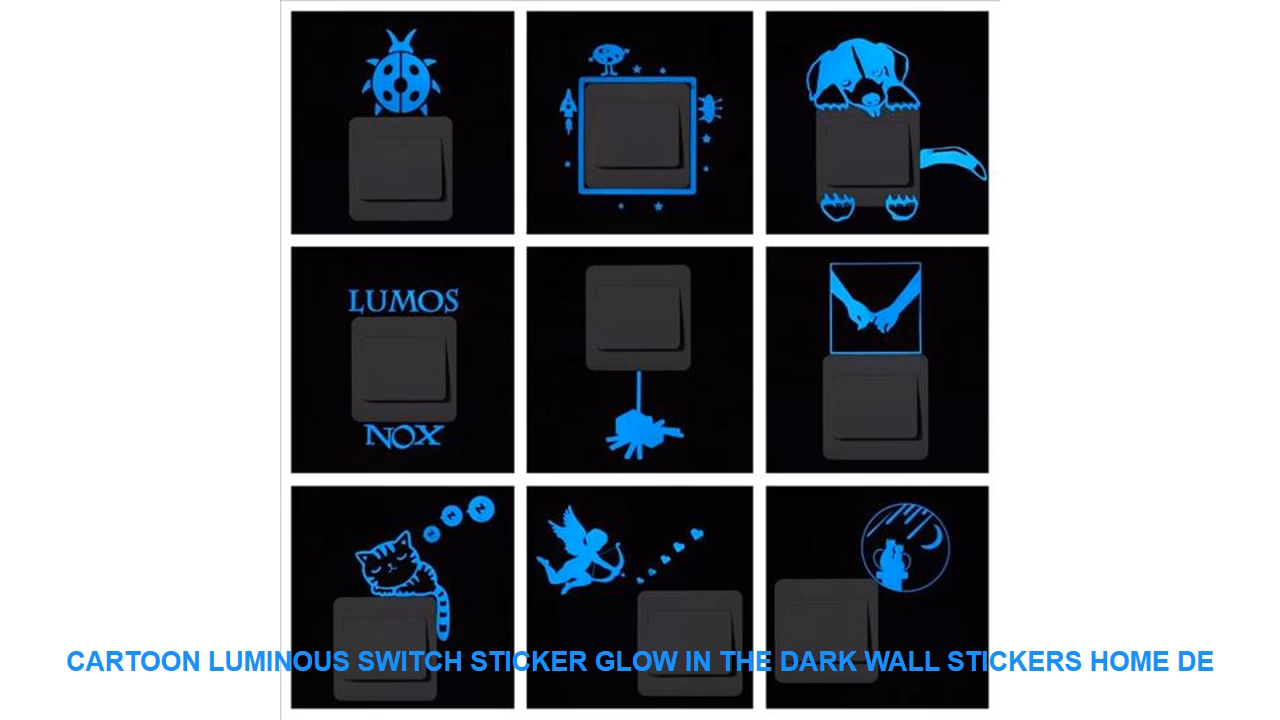 LUMOS
NOX
z z z
CARTOON LUMINOUS SWITCH STICKER GLOW IN THE DARK WALL STICKERS HOME DE